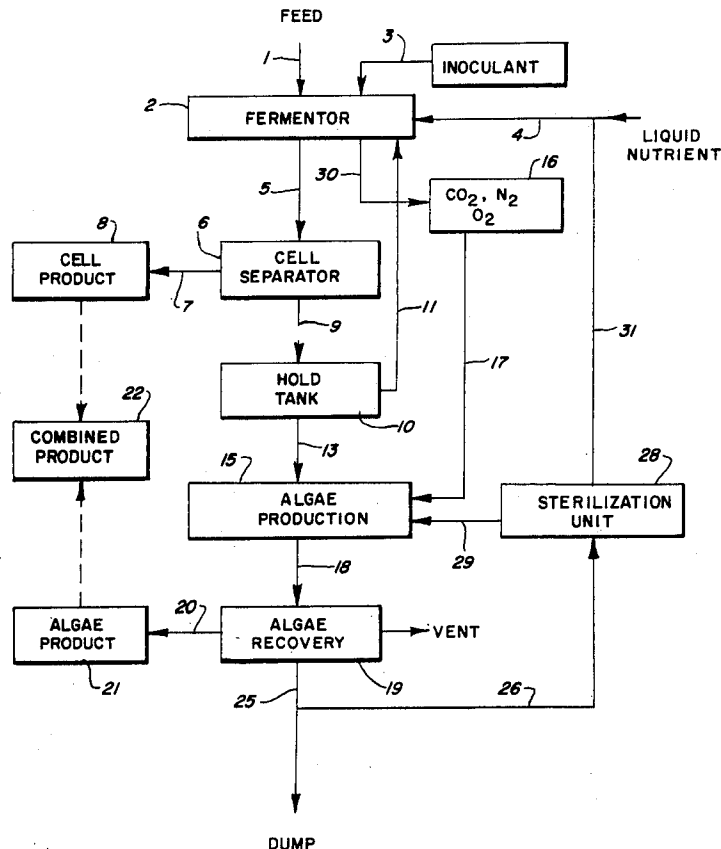 FEED
1
3
INOCULANT
2
FERMENTOR
4
LIQUID
NUTRIENT
5
30
16
CO2, N2
O2
8
6
CELL
PRODUCT
7
CELL
SEPARATOR
9
11
31
17
22
HOLD
TANK
10
COMBINED
PRODUCT
13
15
28
ALGAE
PRODUCTION
STERILIZATION
UNIT
29
18
20
ALGAE
PRODUCT
21
ALGAE
RECOVERY
19
VENT
25
26
DUMP